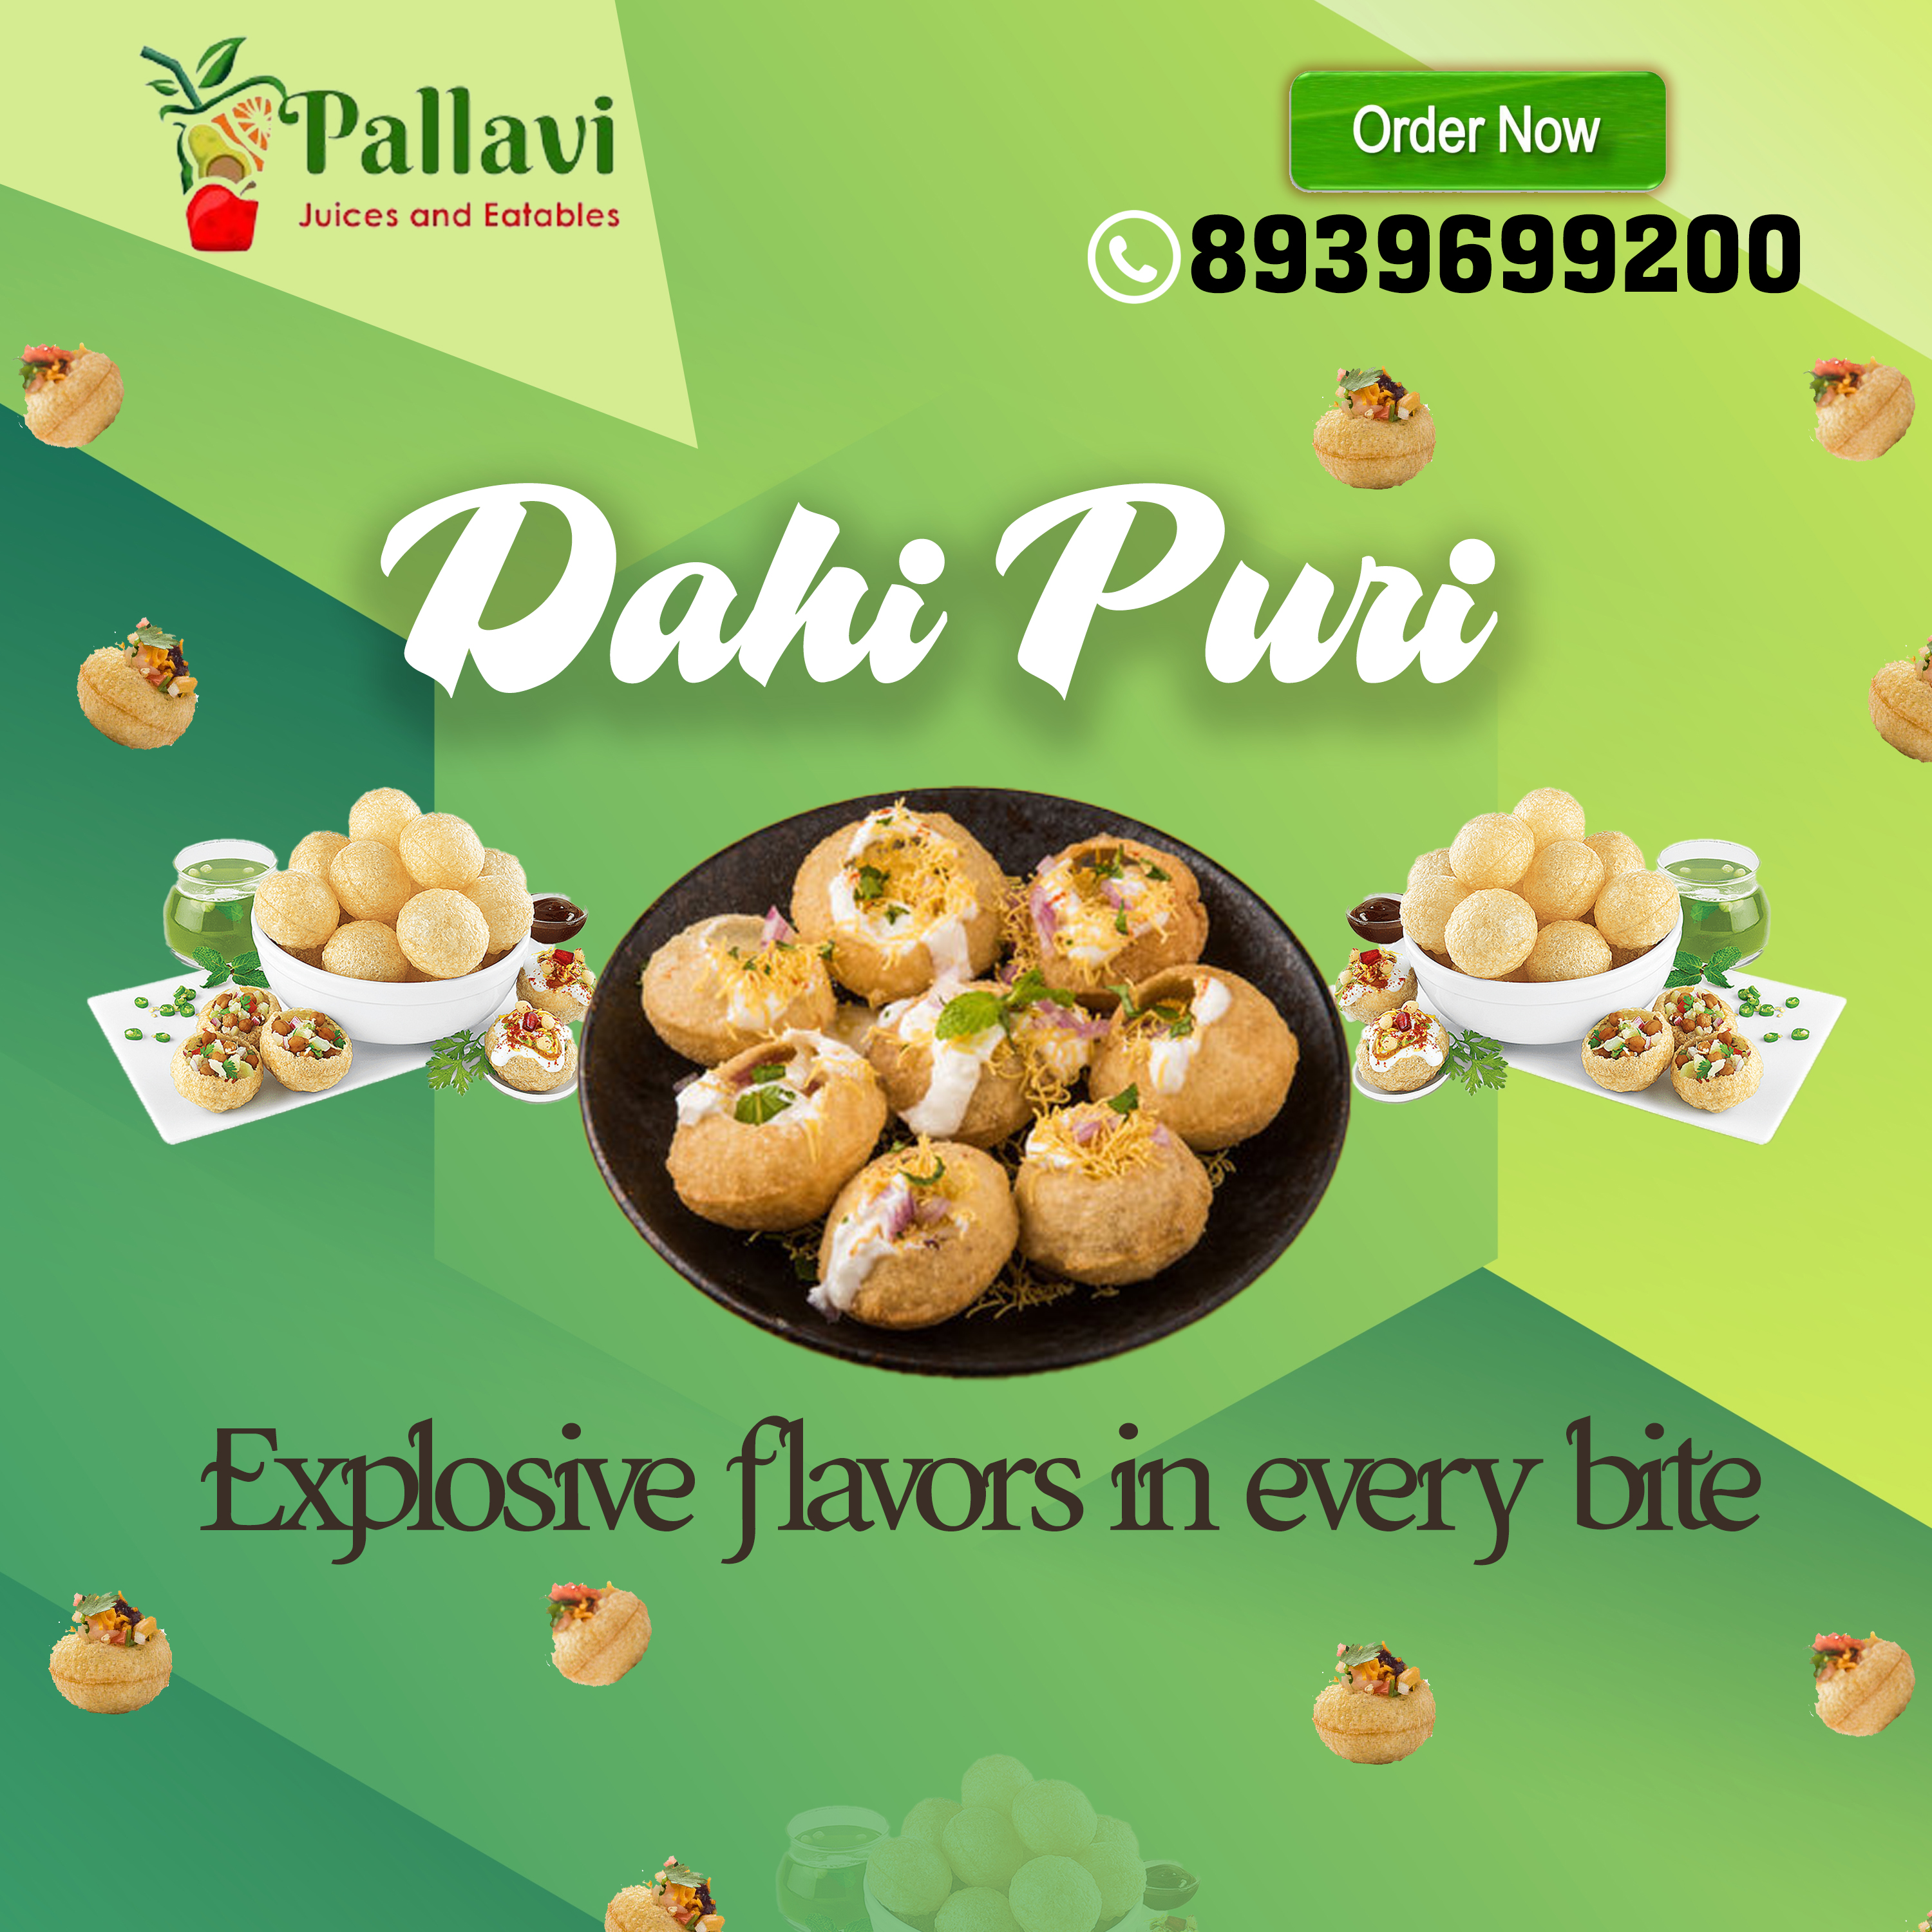 Pallavi
Juices and Eatables
Order Now
8939699200
Dahi Puri
Explosive flavors in every bite